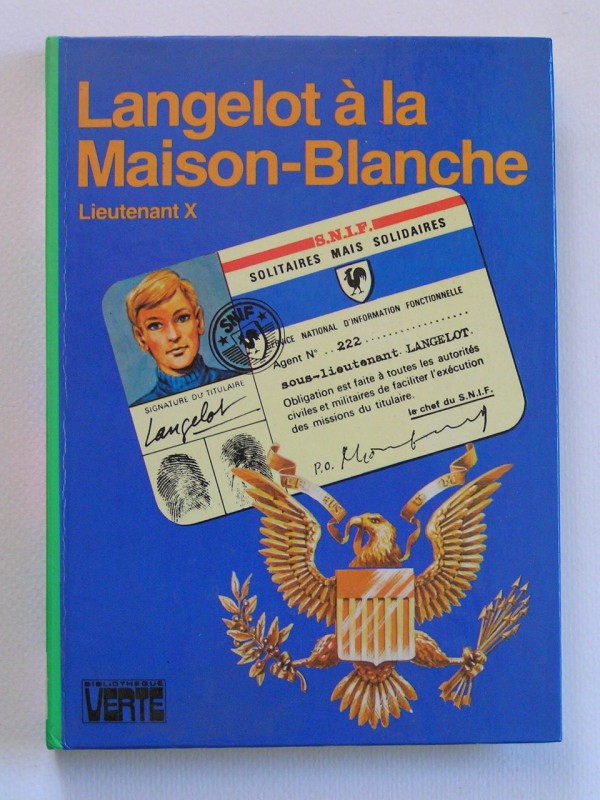 Langelot à la
Maison-Blanche
Lieutenant X
S.N.I.F.
SOLITAIRES MAIS SOLIDAIRES
SNIF
SERVICE NATIONAL D'INFORMATION FONCTIONNELLE
Agent N° ..222..................
sous-lieutenant LANGELOT.
Obligation est faite à toutes les autorités
civiles et militaires de faciliter l'exécution
des missions du titulaire.
le chef du S.N.I.F.
P.O.
SIGNATURE DU TITULAIRE
Langelot
BIBLIOTHEQUE
VERTE